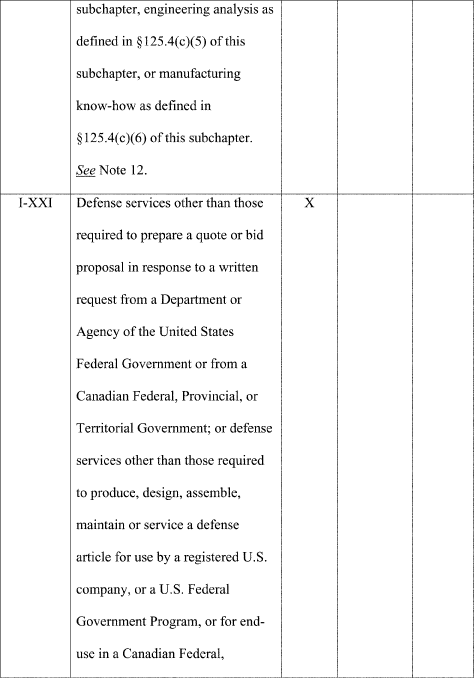 subchapter, engineering analysis as
defined in §125.4(c)(5) of this
subchapter, or manufacturing
know-how as defined in
§125.4(c)(6) of this subchapter.
See Note 12.
I-XXI Defense services other than those X
required to prepare a quote or bid
proposal in response to a written
request from a Department or
Agency of the United States
Federal Government or from a
Canadian Federal, Provincial, or
Territorial Government; or defense
services other than those required
to produce, design, assemble,
maintain or service a defense
article for use by a registered U.S.
company, or a U.S. Federal
Government Program, or for end-
use in a Canadian Federal,